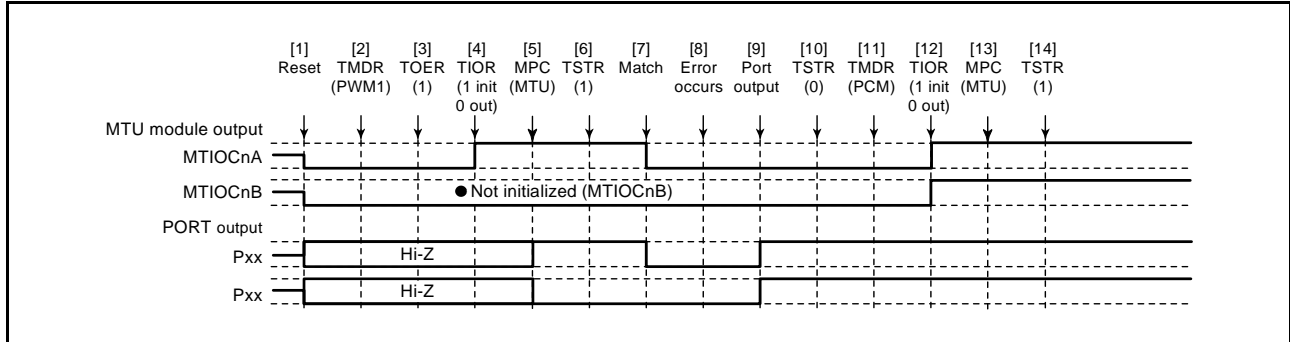 [1] [2] [3] [4] [5] [6] [7] [8] [9] [10] [11] [12] [13] [14]
Reset TMDR TOER TIOR MPC TSTR Match Error Port TSTR TMDR TIOR MPC TSTR
(PWM1) (1) (1 init (MTU) (1) occurs output (0) (PCM) (1 init (MTU) (1)
0 out) 0 out)
MTU module output
MTIOCnA
MTIOCnB
● Not initialized (MTIOCnB)
PORT output
Pxx
Hi-Z
Pxx
Hi-Z